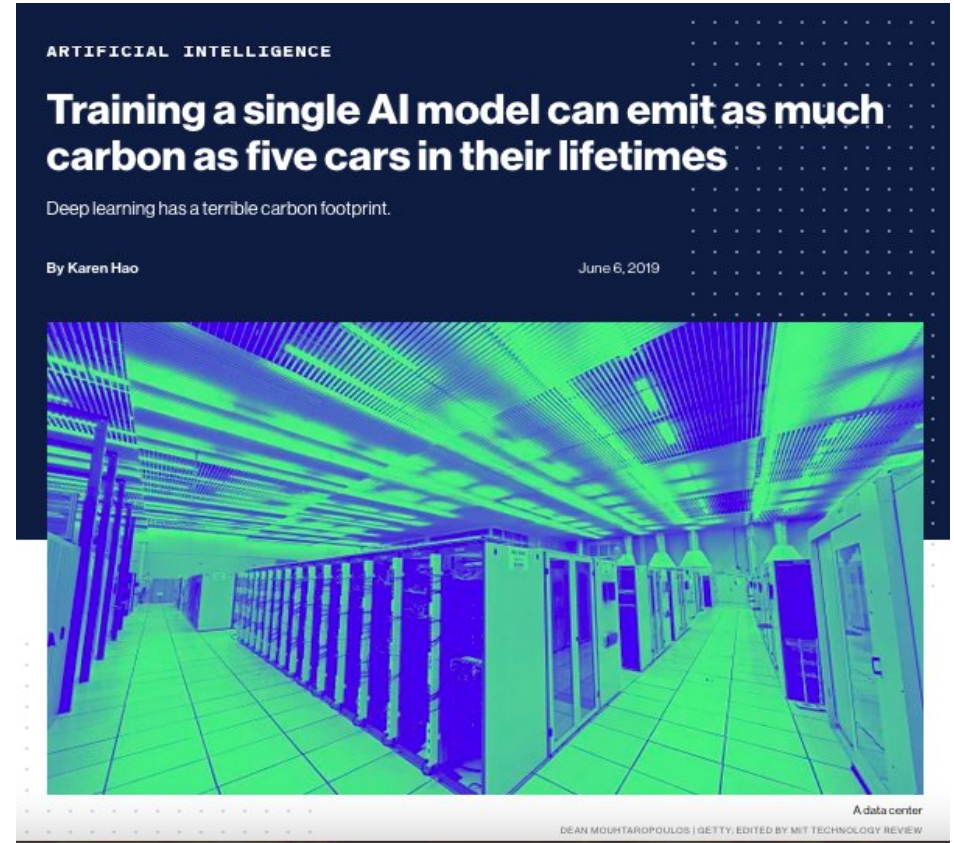 ARTIFICIAL INTELLIGENCE
Training a single AI model can emit as much
carbon as five cars in their lifetimes
Deep learning has a terrible carbon footprint.
By Karen Hao
June 6, 2019
A data center
DEAN MOUHTAROPOULOS | GETTY; EDITED BY MIT TECHNOLOGY REVIEW